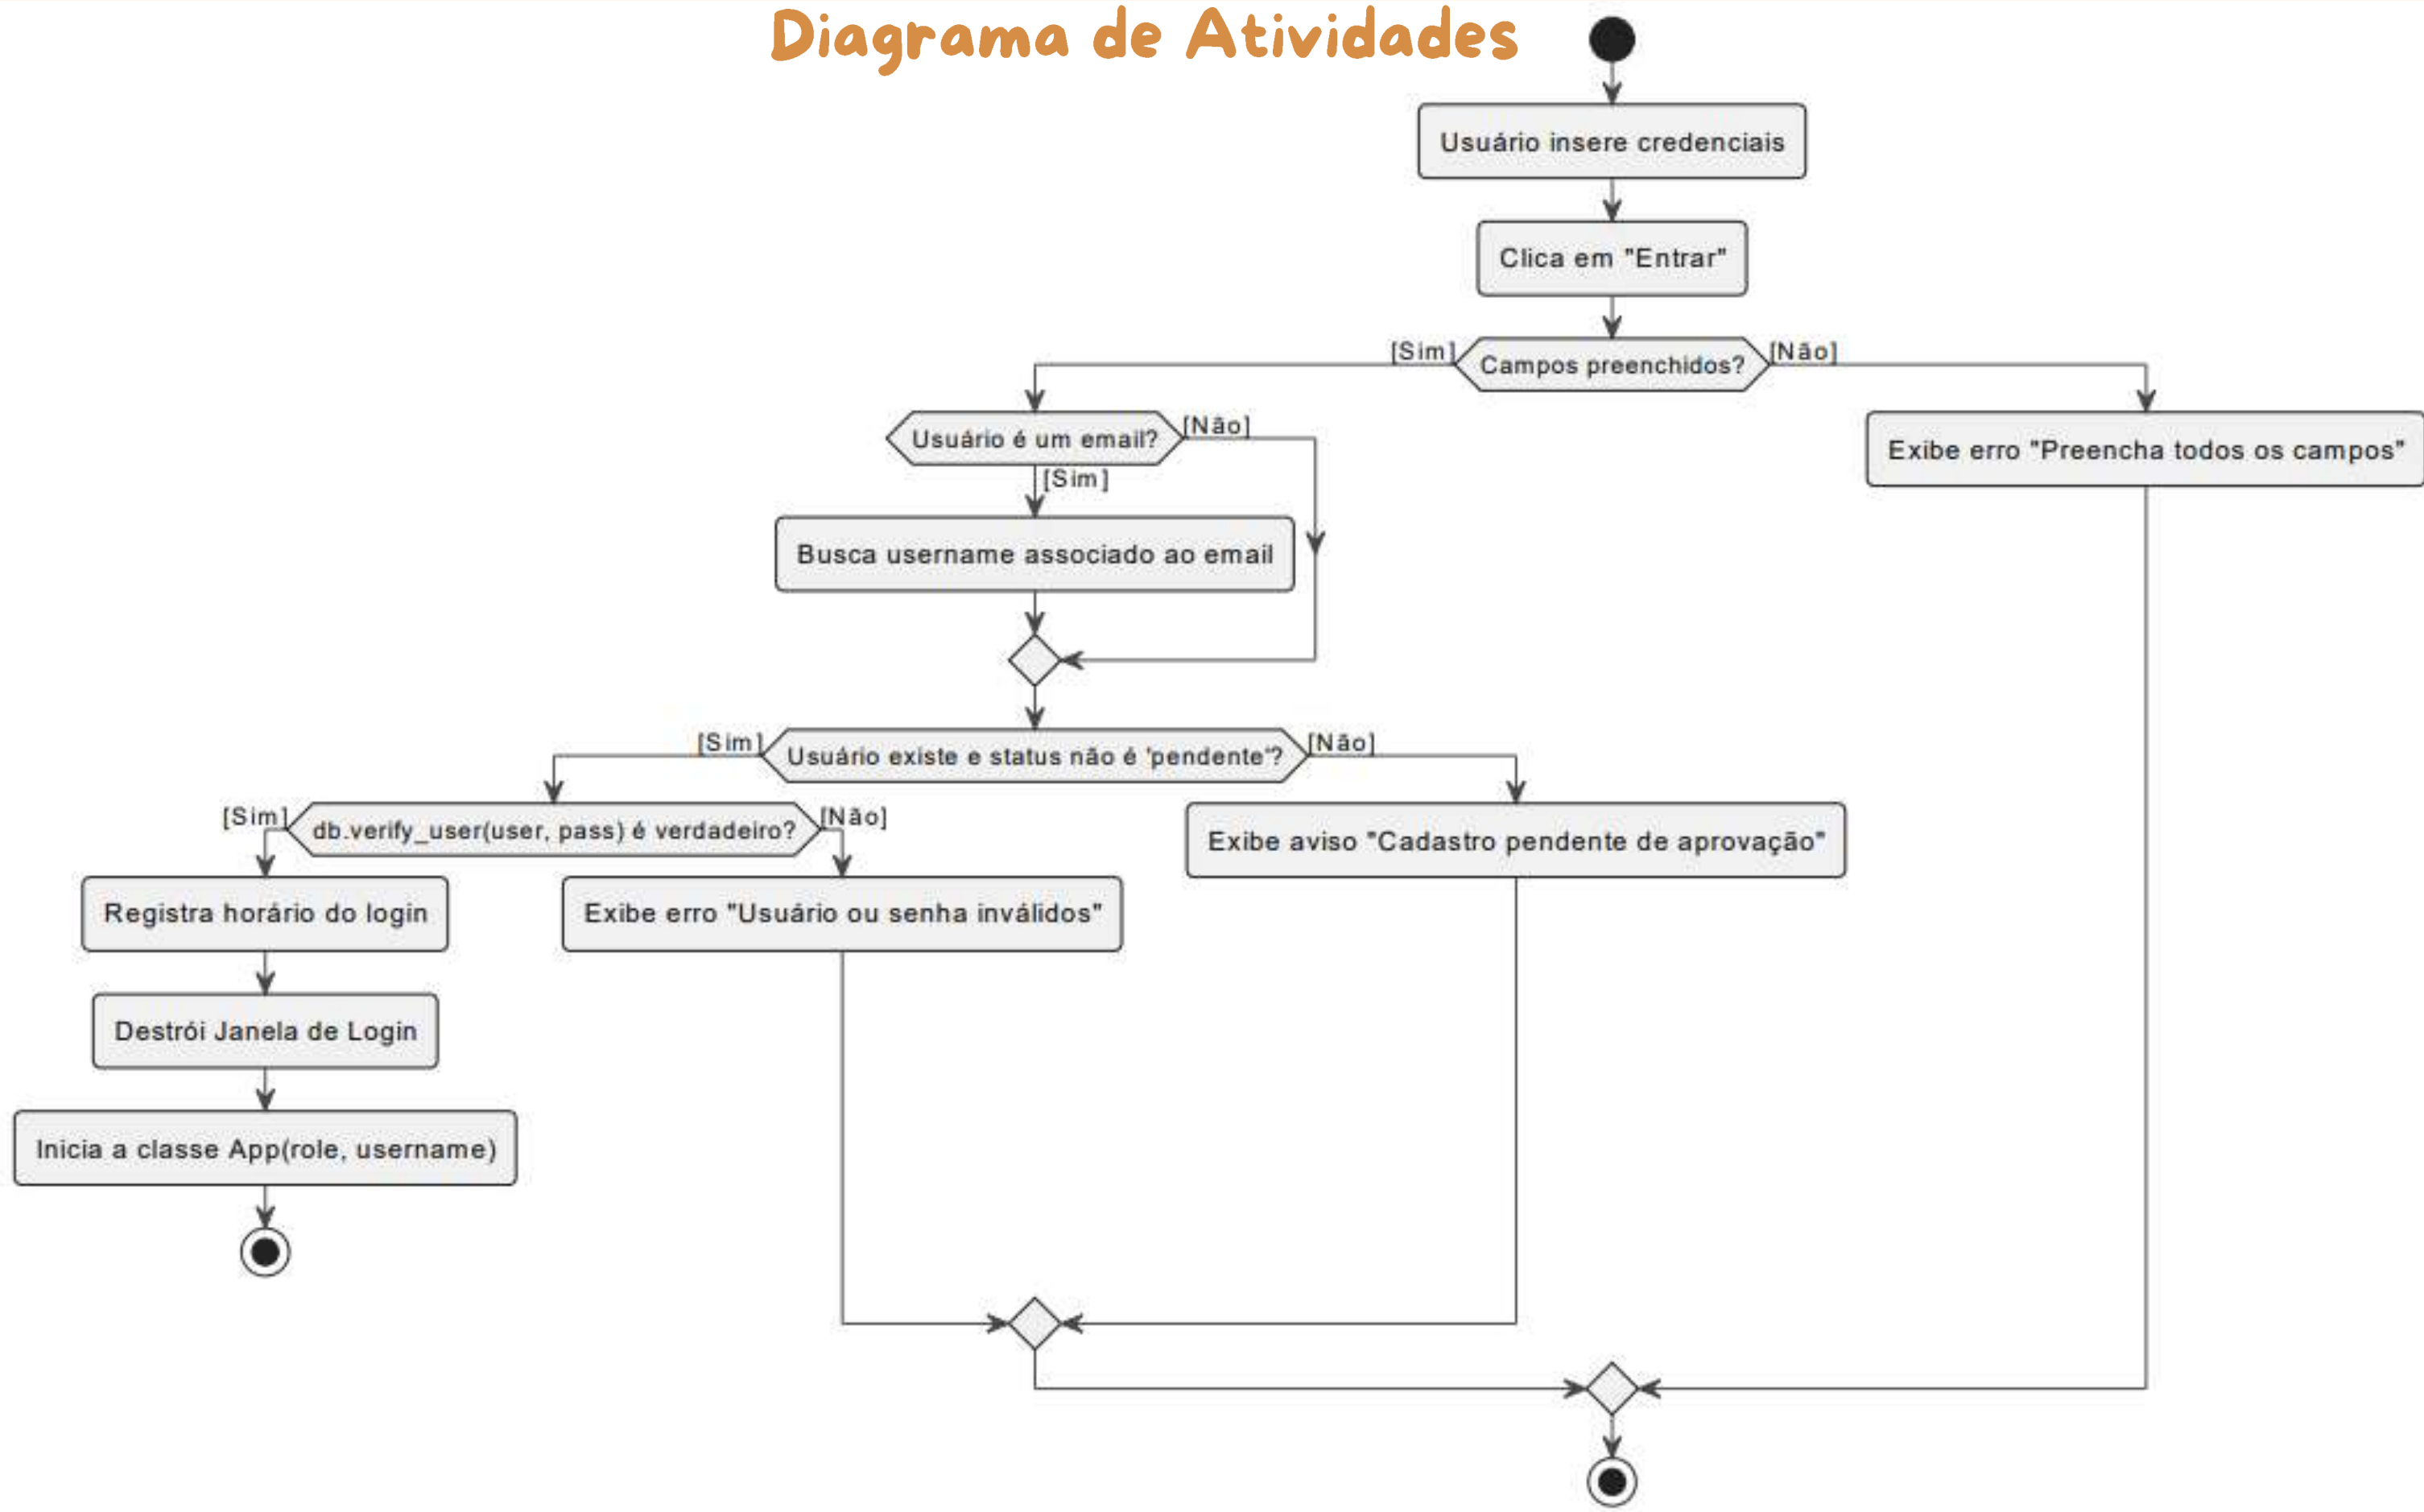 Diagrama de Atividades
Usuário insere credenciais
Clica em "Entrar"
[Sim]
Campos preenchidos?
[Não]
Usuário é um email?
[Não]
Exibe erro "Preencha todos os campos"
[Sim]
Busca username associado ao email
[Sim]
Usuário existe e status não é 'pendente'?
[Não]
[Sim]
db.verify_user(user, pass) é verdadeiro?
[Não]
Exibe aviso "Cadastro pendente de aprovação"
Registra horário do login
Exibe erro "Usuário ou senha inválidos"
Destrói Janela de Login
Inicia a classe App(role, username)